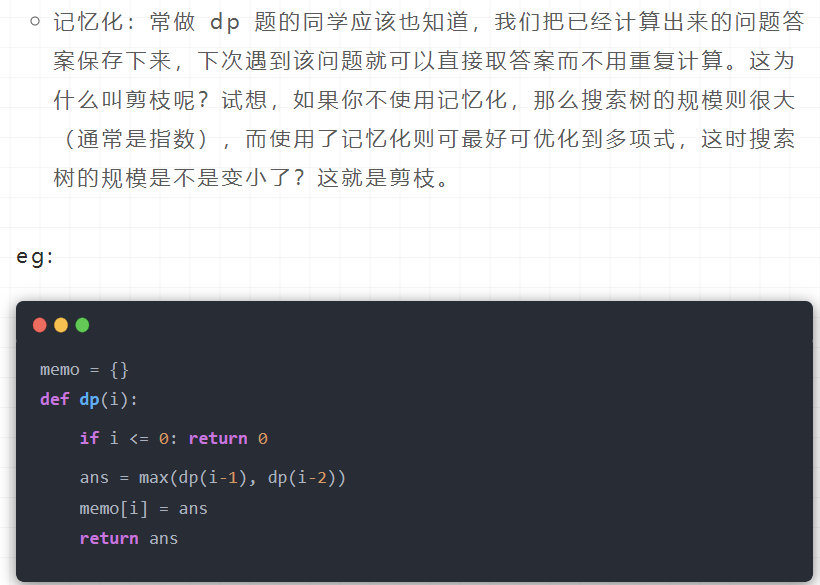 记忆化：常做 dp 题的同学应该也知道，我们把已经计算出来的问题答
案保存下来，下次遇到该问题就可以直接取答案而不用重复计算。这为
什么叫剪枝呢？试想，如果你不使用记忆化，那么搜索树的规模则很大
（通常是指数），而使用了记忆化则可最好可优化到多项式，这时搜索
树的规模是不是变小了？这就是剪枝。
eg:
memo = {}
def dp(i):
    if i <= 0: return 0
    ans = max(dp(i-1), dp(i-2))
    memo[i] = ans
    return ans